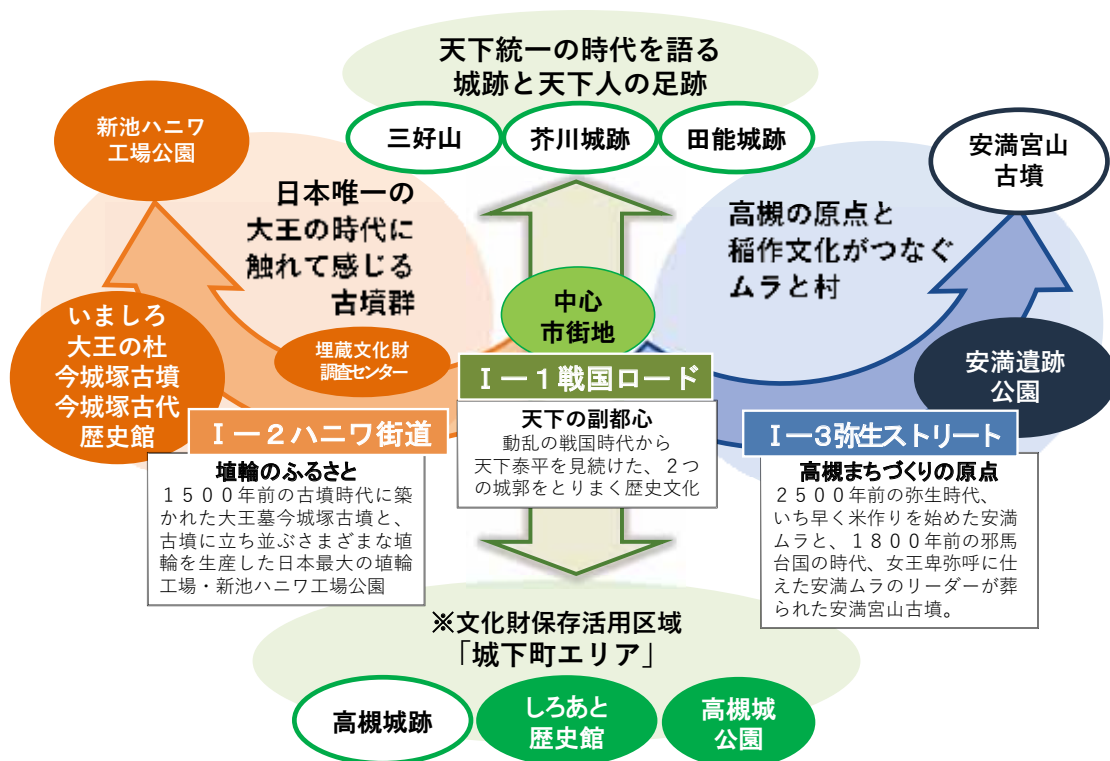 天下統一の時代を語る
城跡と天下人の足跡
三好山
芥川城跡
田能城跡
新池ハニワ
工場公園
日本唯一の
大王の時代に
触れて感じる
古墳群
いましろ
大王の杜
今城塚古墳
今城塚古代
歴史館
埋蔵文化財
調査センター
中心
市街地
安満宮山
古墳
高槻の原点と
稲作文化がつなぐ
ムラと村
安満遺跡
公園
Ⅰー1戦国ロード
天下の副都心
動乱の戦国時代から
天下泰平を見続けた、2つ
の城郭をとりまく歴史文化
Ⅰー2ハニワ街道
埴輪のふるさと
1500年前の古墳時代に築
かれた大王墓今城塚古墳と、
古墳に立ち並ぶさまざまな埴
輪を生産した日本最大の埴輪
工場・新池ハニワ工場公園
Ⅰー3弥生ストリート
高槻まちづくりの原点
2500年前の弥生時代、
いち早く米作りを始めた安満
ムラと、1800年前の邪馬
台国の時代、女王卑弥呼に仕
えた安満ムラのリーダーが葬
られた安満宮山古墳。
※文化財保存活用区域
「城下町エリア」
高槻城跡
しろあと
歴史館
高槻城
公園